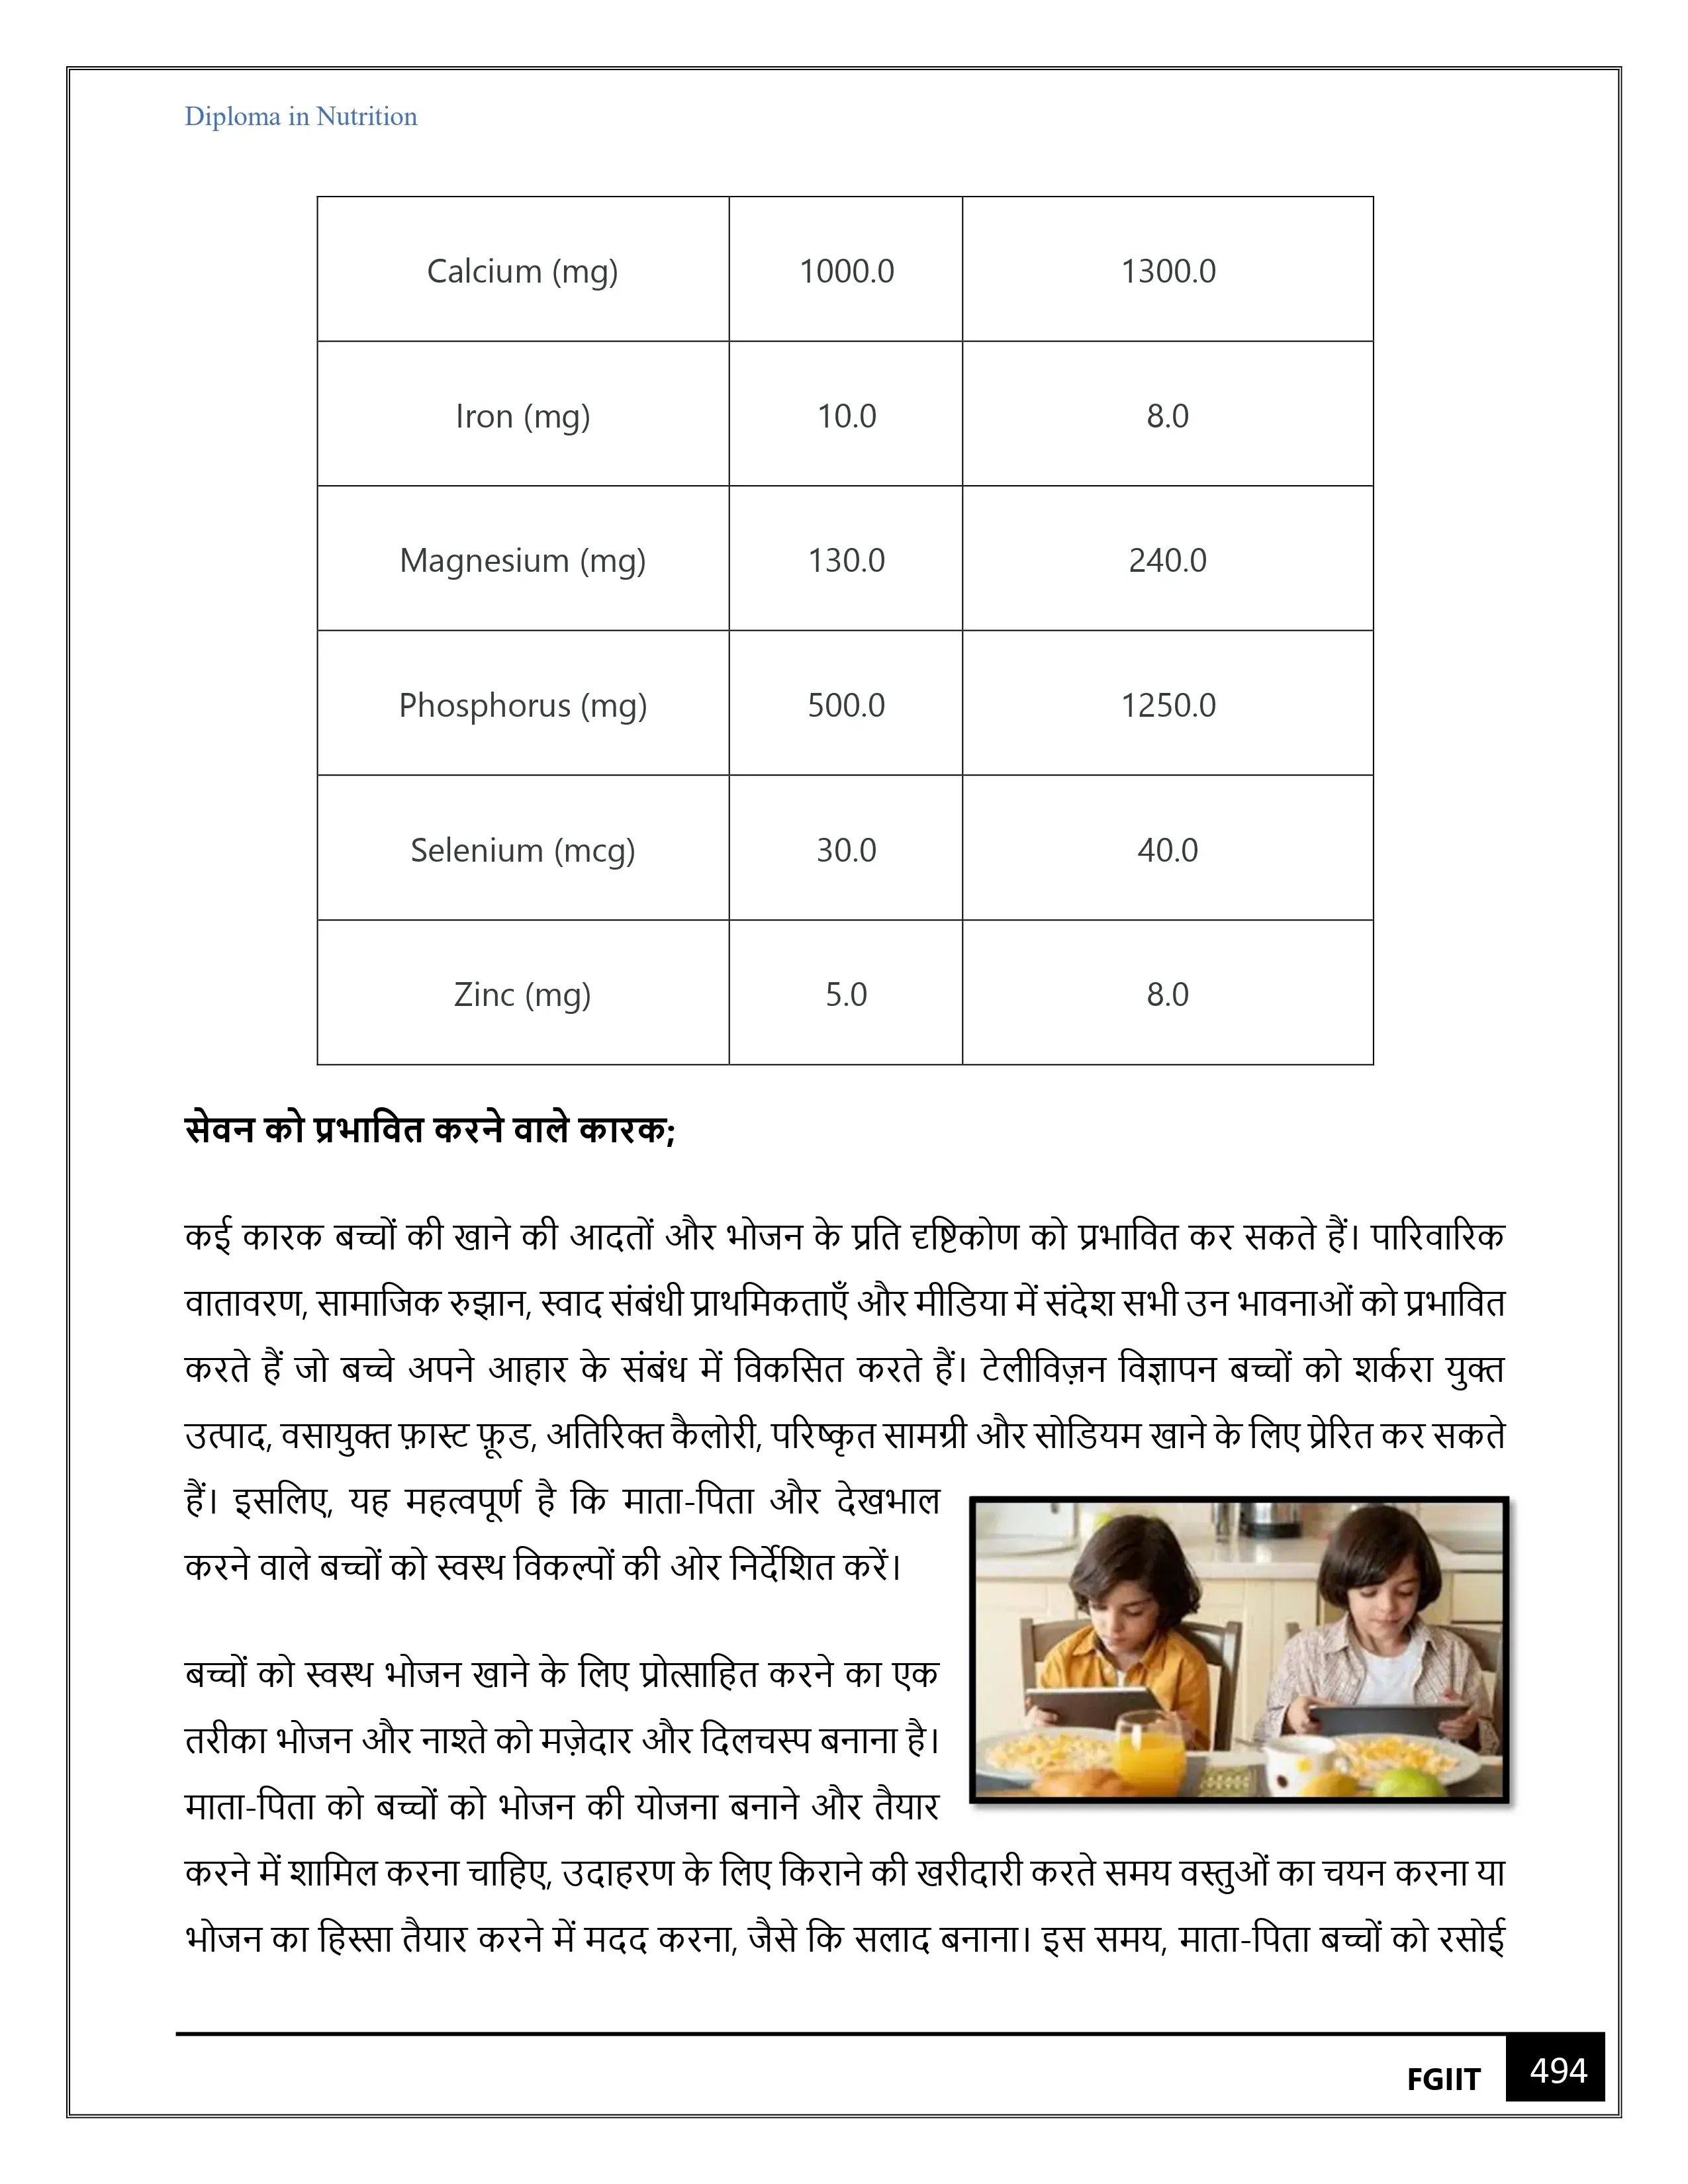 Diploma in Nutrition
Calcium (mg) 1000.0 1300.0
Iron (mg) 10.0 8.0
Magnesium (mg) 130.0 240.0
Phosphorus (mg) 500.0 1250.0
Selenium (mcg) 30.0 40.0
Zinc (mg) 5.0 8.0
सेवन को प्रभावित करने वाले कारक;
कई कारक बच्चों की खाने की आदतों और भोजन के प्रति दृष्टिकोण को प्रभावित कर सकते हैं। पारिवारिक
वातावरण, सामाजिक रुझान, स्वाद संबंधी प्राथमिकताएँ और मीडिया में संदेश सभी उन भावनाओं को प्रभावित
करते हैं जो बच्चे अपने आहार के संबंध में विकसित करते हैं। टेलीविज़न विज्ञापन बच्चों को शर्करा युक्त
उत्पाद, वसायुक्त फ़ास्ट फ़ूड, अतिरिक्त कैलोरी, परिष्कृत सामग्री और सोडियम खाने के लिए प्रेरित कर सकते
हैं। इसलिए, यह महत्वपूर्ण है कि माता-पिता और देखभाल
करने वाले बच्चों को स्वस्थ विकल्पों की ओर निर्देशित करें।
बच्चों को स्वस्थ भोजन खाने के लिए प्रोत्साहित करने का एक
तरीका भोजन और नाश्ते को मज़ेदार और दिलचस्प बनाना है।
माता-पिता को बच्चों को भोजन की योजना बनाने और तैयार
करने में शामिल करना चाहिए, उदाहरण के लिए किराने की खरीदारी करते समय वस्तुओं का चयन करना या
भोजन का हिस्सा तैयार करने में मदद करना, जैसे कि सलाद बनाना। इस समय, माता-पिता बच्चों को रसोई
FGIIT 494